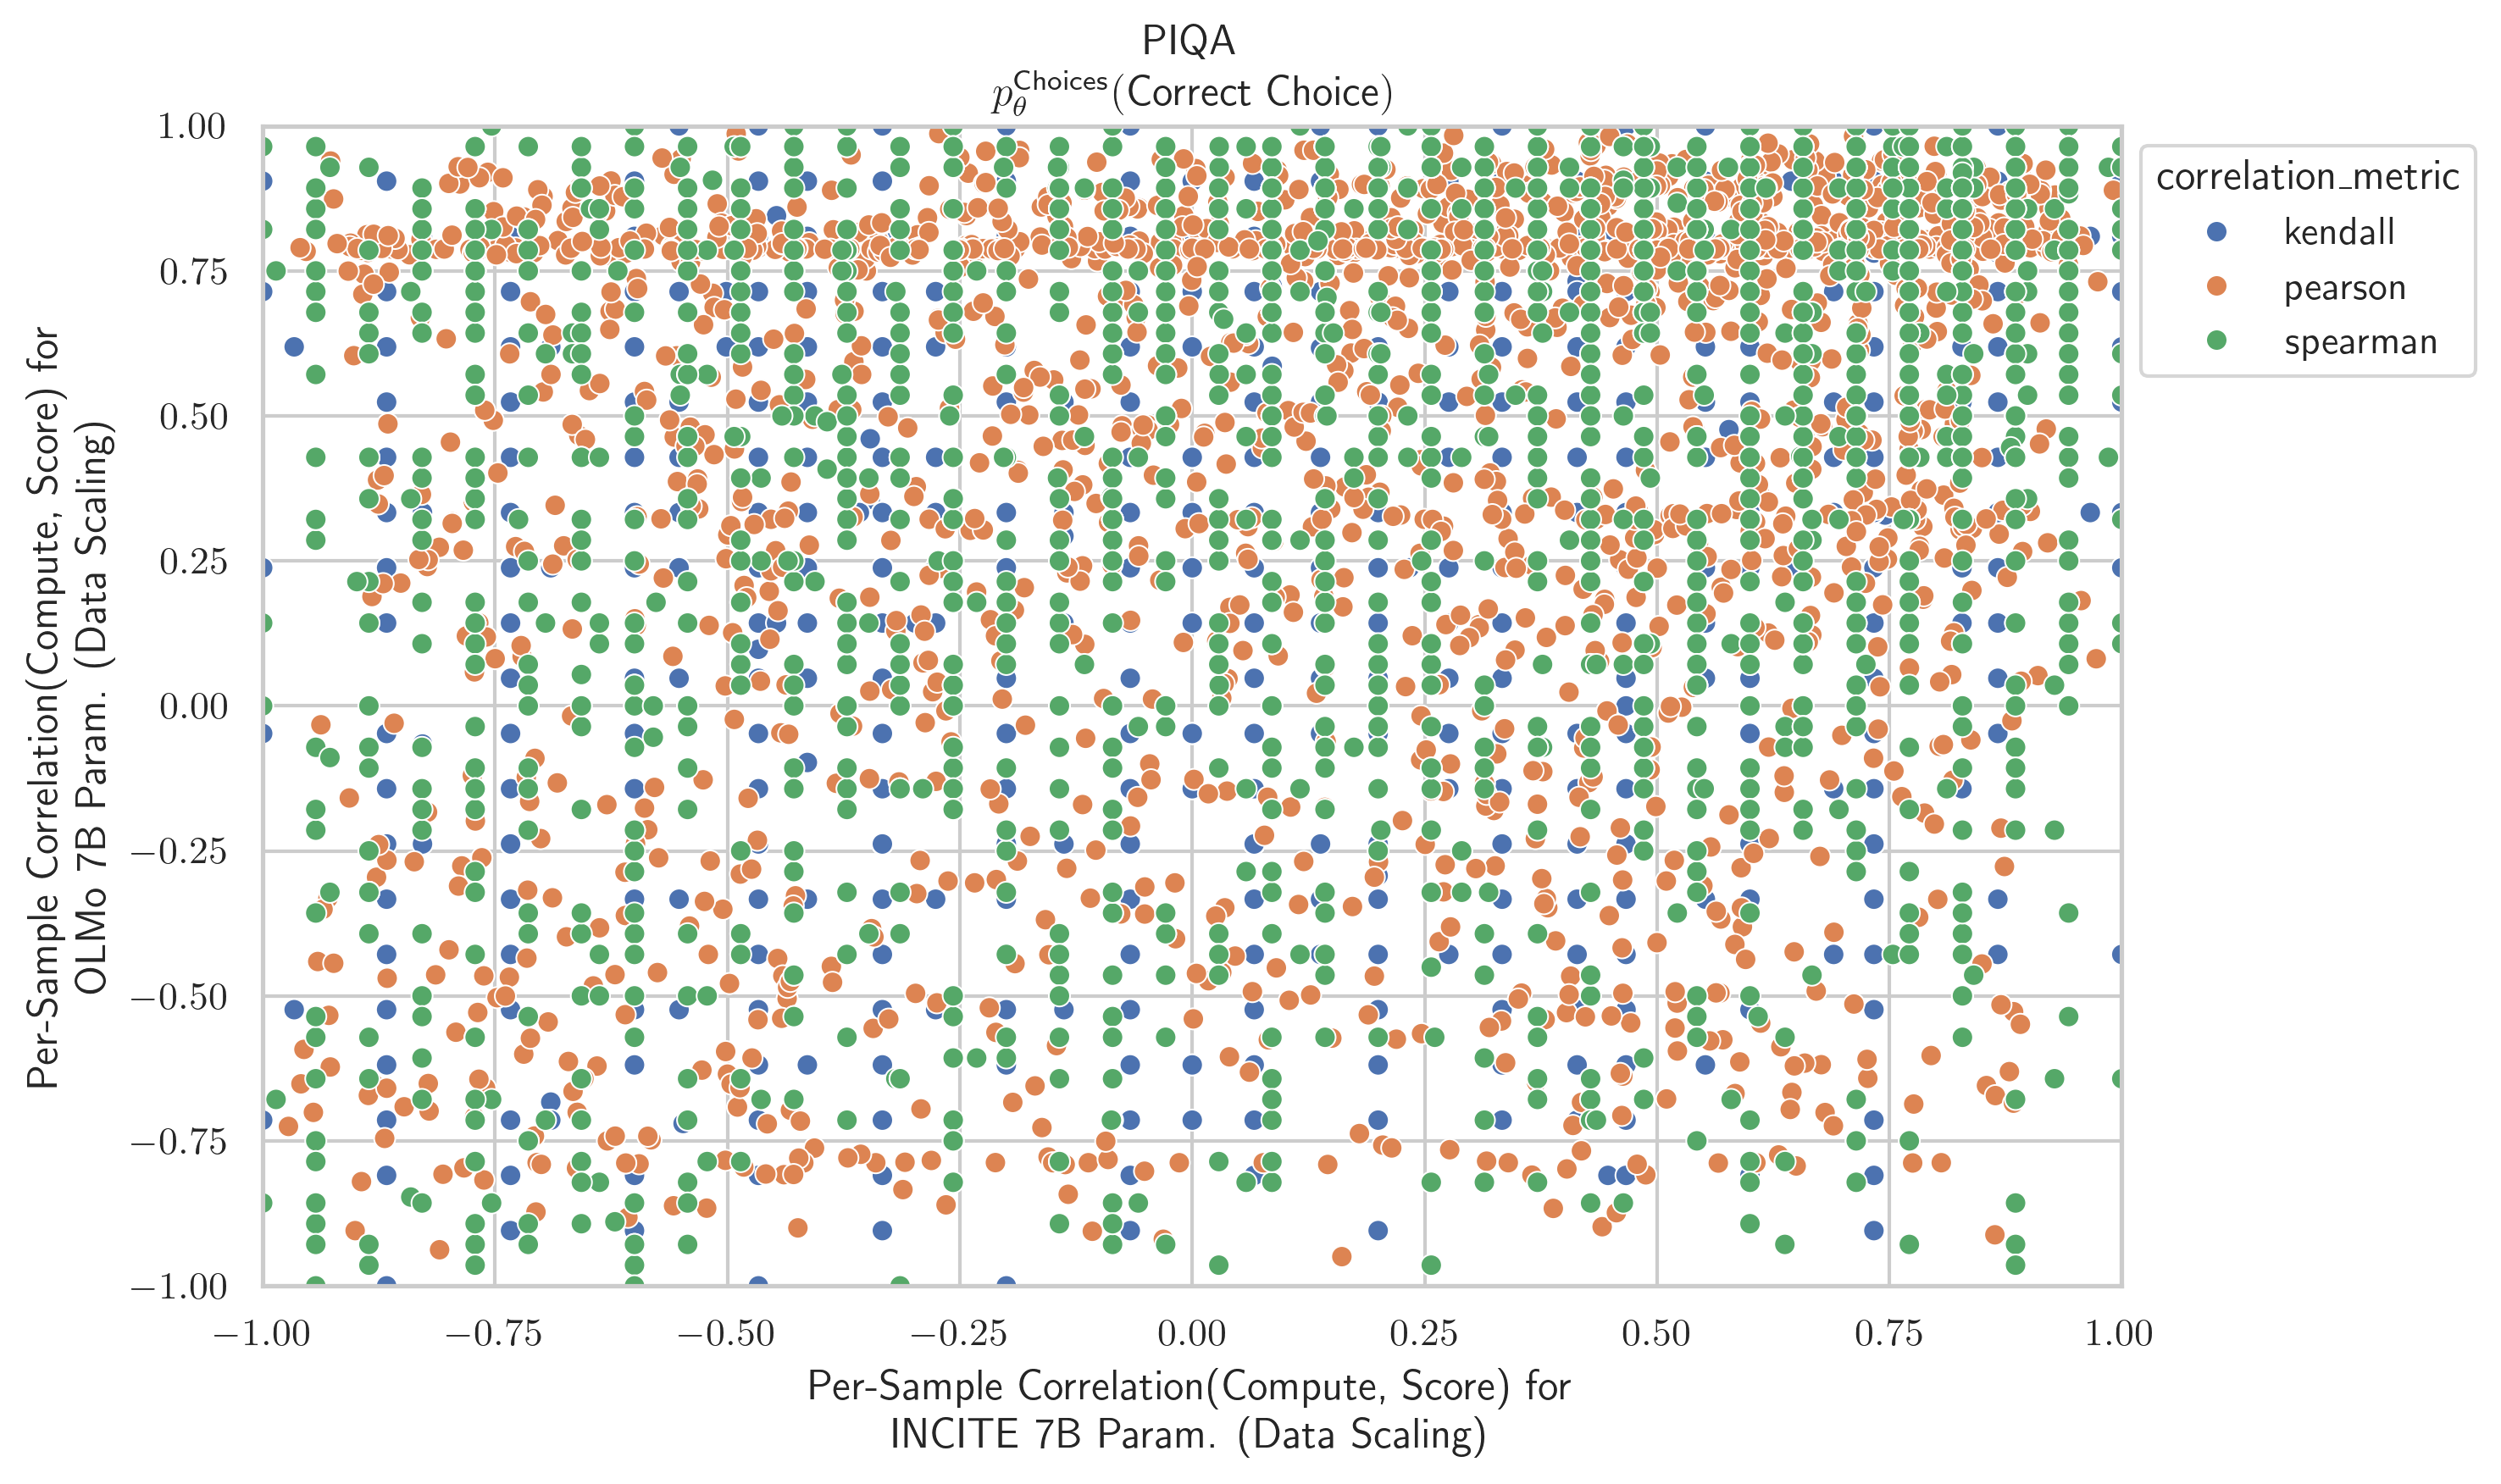 PIQA
p_θ^Choices(Correct Choice)
Per-Sample Correlation(Compute, Score) for
OLMo 7B Param. (Data Scaling)
1.00
0.75
0.50
0.25
0.00
−0.25
−0.50
−0.75
−1.00
−1.00 −0.75 −0.50 −0.25 0.00 0.25 0.50 0.75 1.00
Per-Sample Correlation(Compute, Score) for
INCITE 7B Param. (Data Scaling)
correlation_metric
kendall
pearson
spearman